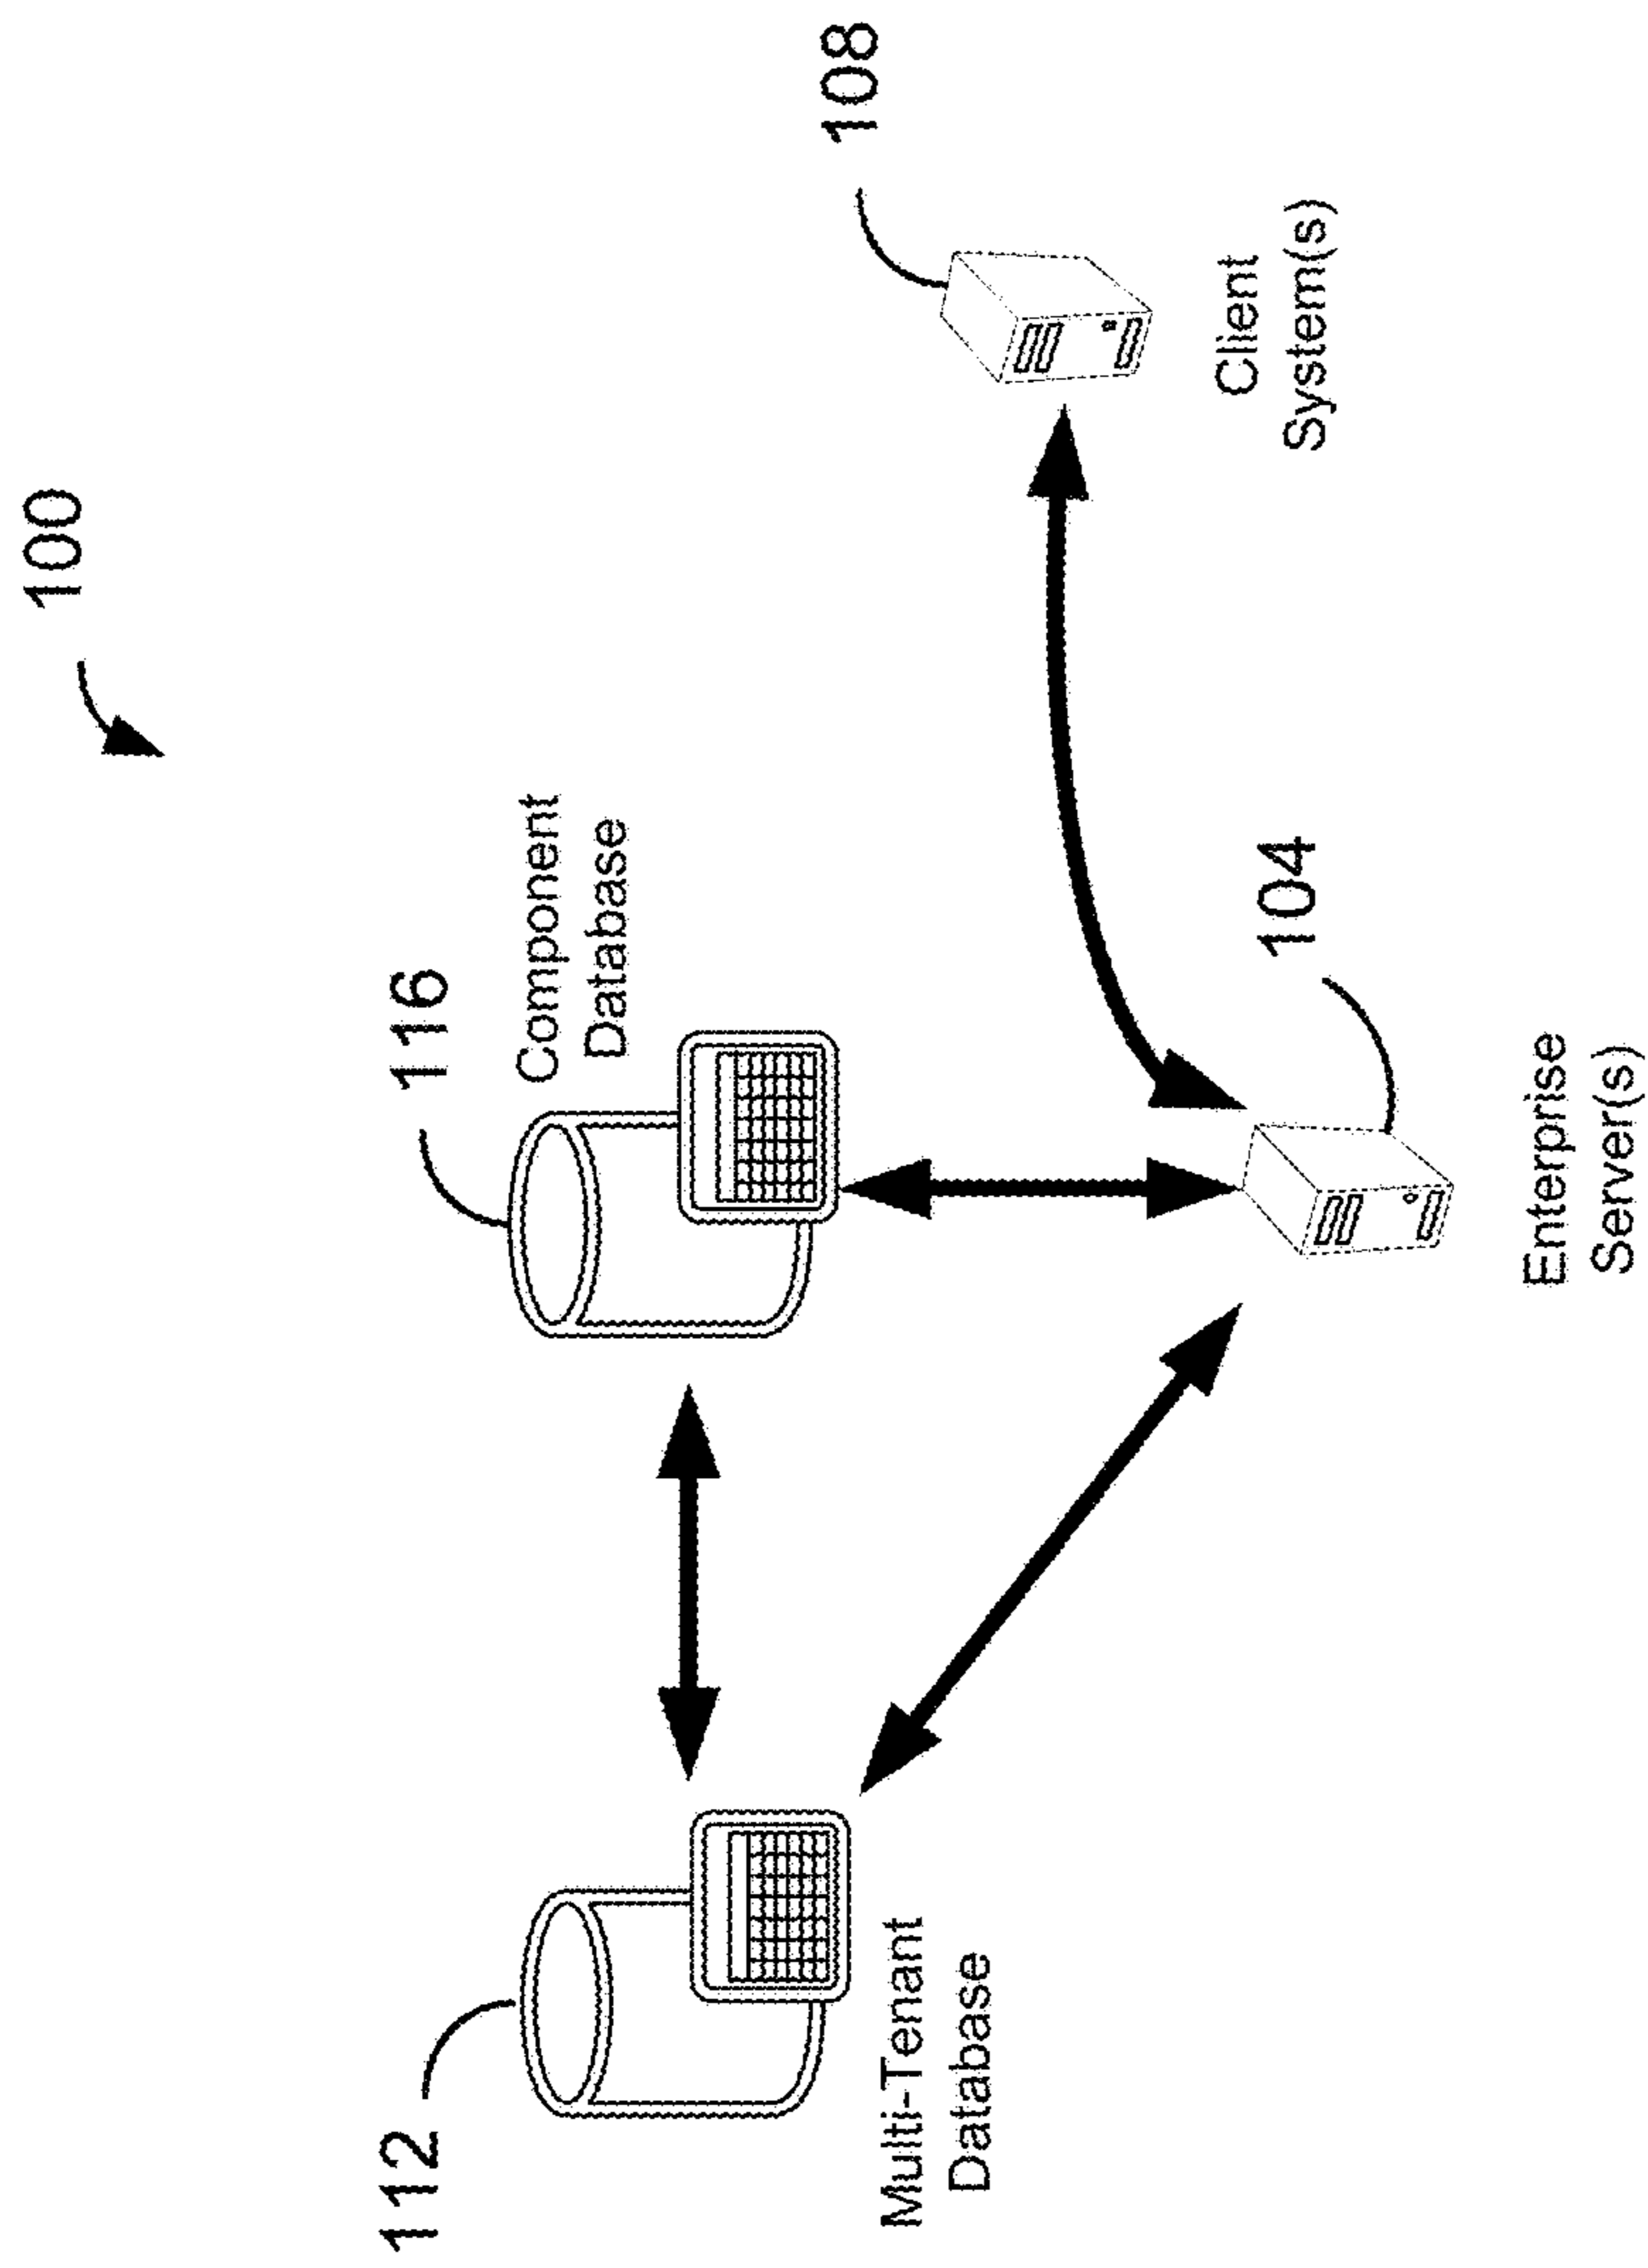 100
116
Component
Database
112
Multi-Tenant
Database
108
Client
System(s)
104
Enterprise
Server(s)